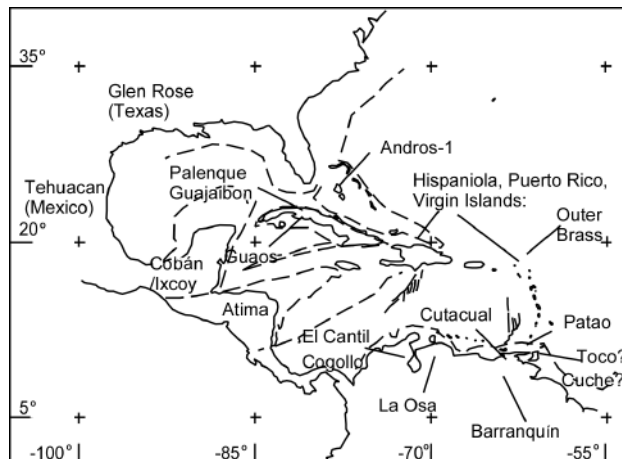 35°
Glen Rose
(Texas)
Andros-1
Palenque
Guajaibon
Tehuacan
(Mexico)
Hispaniola, Puerto Rico,
Virgin Islands:
Outer
Brass
20°
Guaos
Cobán
/Ixcoy
Atima
Cutacual
Patao
El Cantil
Cogollo
Toco?
Cuche?
La Osa
5°
Barranquín
-100°
-85°
-70°
-55°